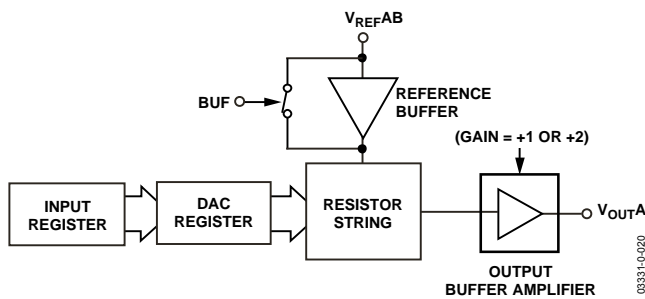 VREFAB
BUF
REFERENCE
BUFFER
(GAIN = +1 OR +2)
INPUT
REGISTER
DAC
REGISTER
RESISTOR
STRING
VOUTA
OUTPUT
BUFFER AMPLIFIER
03331-0-020